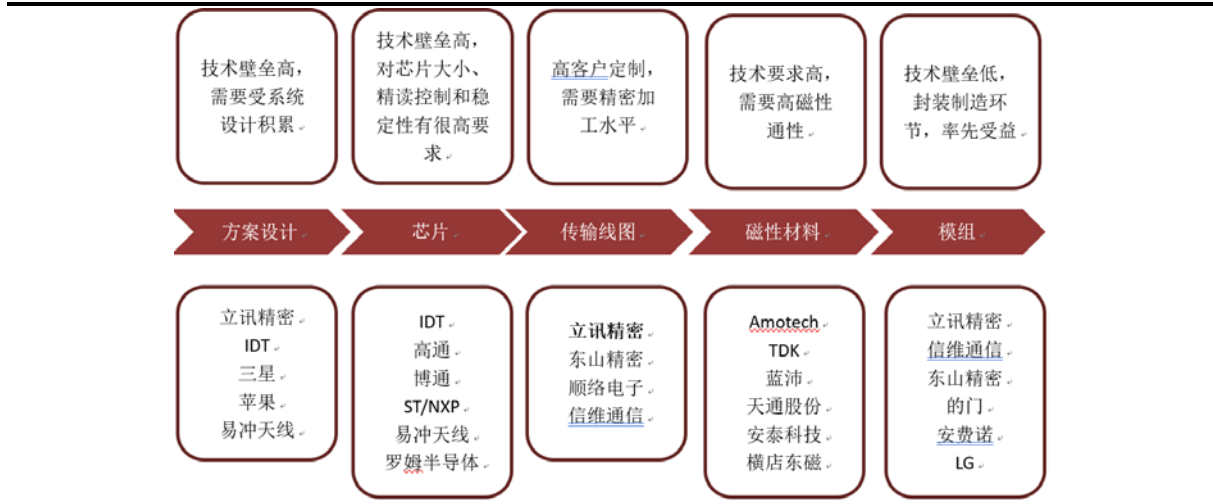 技术壁垒高，
需要受系统
设计积累
技术壁垒高，
对芯片大小、
精读控制和稳
定性有很高要
求
高客户定制，
需要精密加
工水平
技术要求高，
需要高磁性
通性
技术壁垒低，
封装制造环
节，率先受益
方案设计
芯片
传输线图
磁性材料
模组
立讯精密
IDT
三星
苹果
易冲天线
IDT
高通
博通
ST/NXP
易冲天线
罗姆半导体
立讯精密
东山精密
顺络电子
信维通信
Amotech
TDK
蓝沛
天通股份
安泰科技
横店东磁
立讯精密
信维通信
东山精密
的门
安费诺
LG